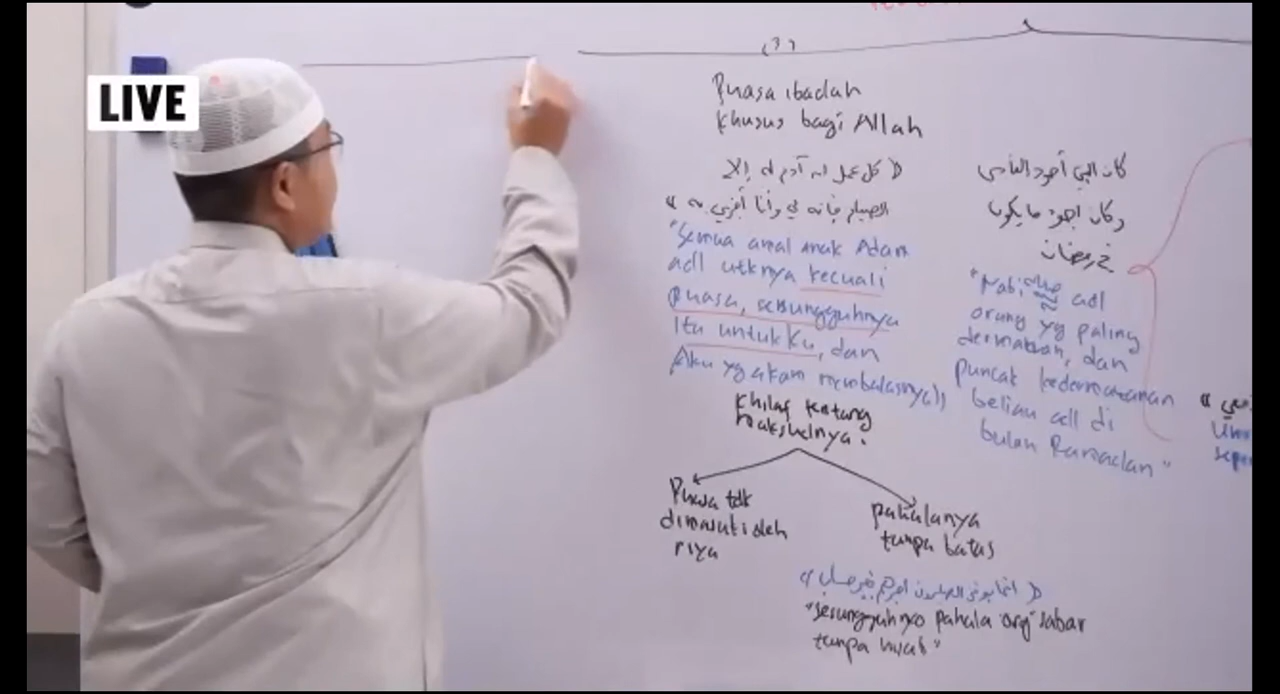 LIVE
(3)
Puasa ibadah
khusus bagi Allah
« كل عمل ابن آدم له إلا
الصيام فإنه لي وأنا أجزي به »
"Semua amal anak Adam
adl utknya kecuali
puasa, sesungguhnya
Itu untukKu, dan
Aku yg akan membalasnya"
Khilaf tentang
maksudnya.
Puasa tdk
dimasuki oleh
riya
pahalanya
tanpa batas
« إنما يوفى الصابرون أجرهم بغير حساب »
"Sesungguhnya pahala org sabar
tanpa
كان النبي أجود الناس
وكان أجود ما يكون
في رمضان
"Nabi ﷺ adl
orang yg paling
dermawan, dan
puncak kedermawanan
beliau adl di
bulan Ramadan"